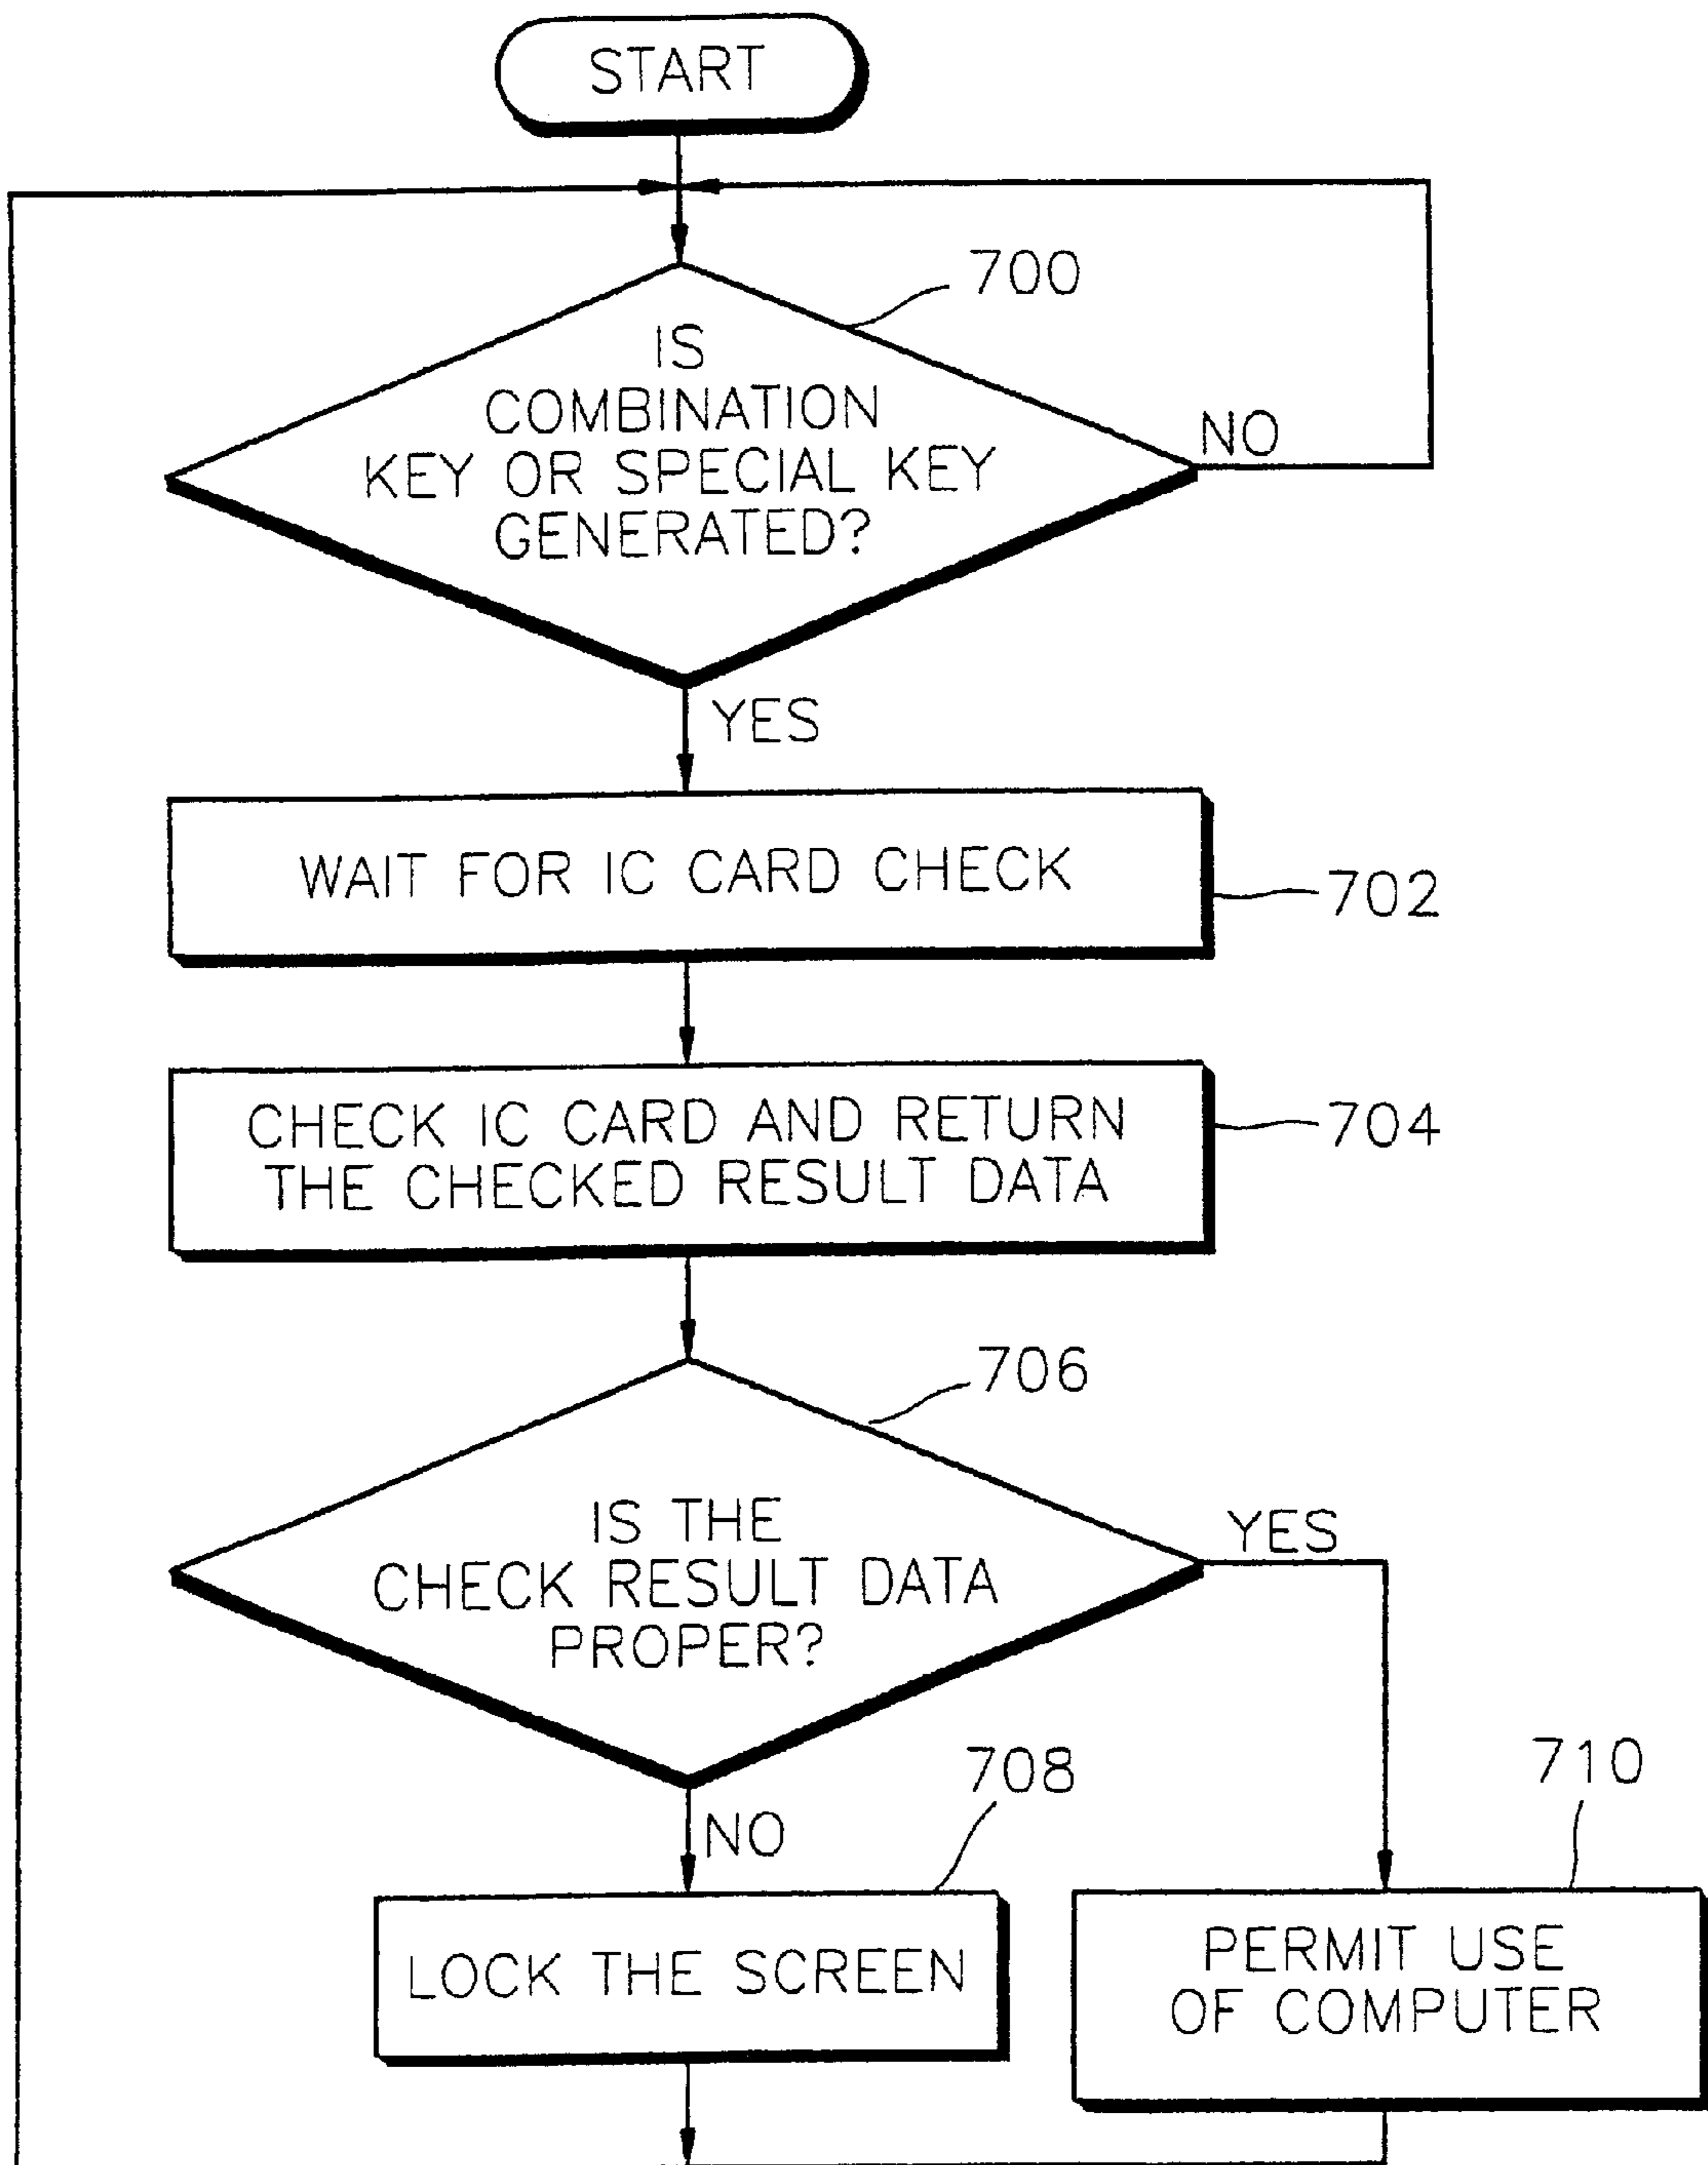 START
700
IS
COMBINATION
KEY OR SPECIAL KEY
GENERATED?
NO
YES
WAIT FOR IC CARD CHECK
702
CHECK IC CARD AND RETURN
THE CHECKED RESULT DATA
704
706
IS THE
CHECK RESULT DATA
PROPER?
YES
NO
708
710
LOCK THE SCREEN
PERMIT USE
OF COMPUTER